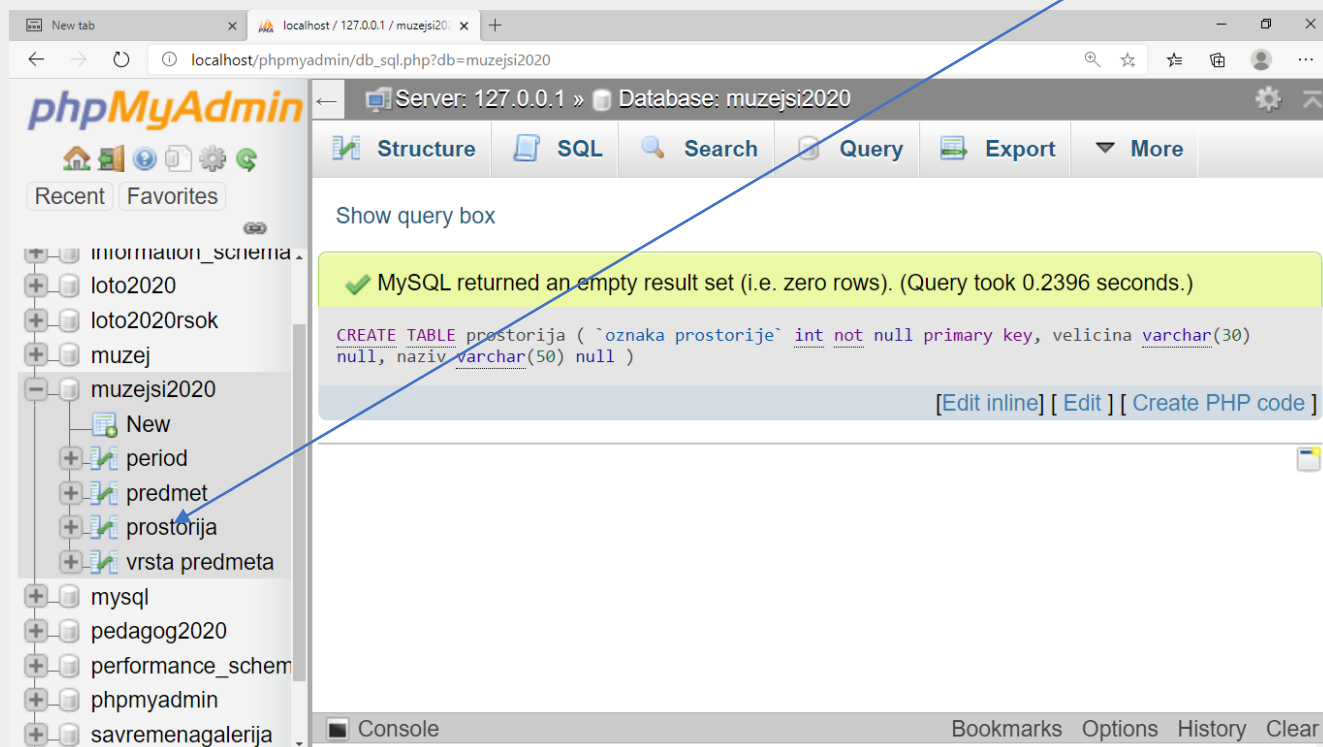 New tab
localhost / 127.0.0.1 / muzejsi202
localhost/phpmyadmin/db_sql.php?db=muzejsi2020
phpMyAdmin
Recent Favorites
information_schema
loto2020
loto2020rsok
muzej
muzejsi2020
New
period
predmet
prostorija
vrsta predmeta
mysql
pedagog2020
performance_schem
phpmyadmin
savremenagalerija
Server: 127.0.0.1 » Database: muzejsi2020
Structure SQL Search Query Export More
Show query box
MySQL returned an empty result set (i.e. zero rows). (Query took 0.2396 seconds.)
CREATE TABLE prostorija ( `oznaka prostorije` int not null primary key, velicina varchar(30)
null, naziv varchar(50) null )
[Edit inline] [ Edit ] [ Create PHP code ]
Console Bookmarks Options History Clear